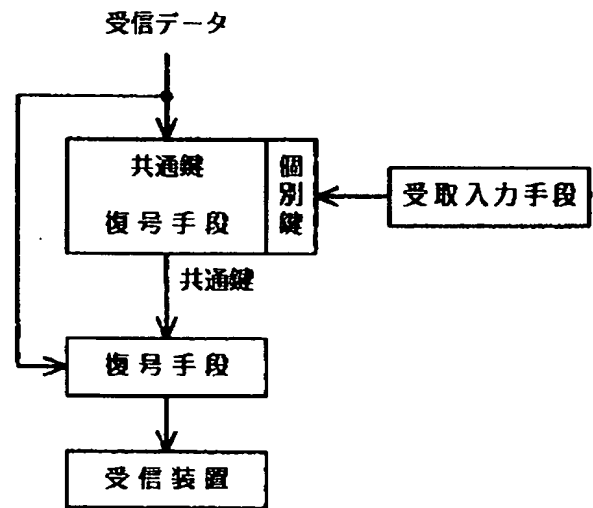 受信データ
共通鍵
復号手段
個別鍵
受取入力手段
共通鍵
復号手段
受信装置